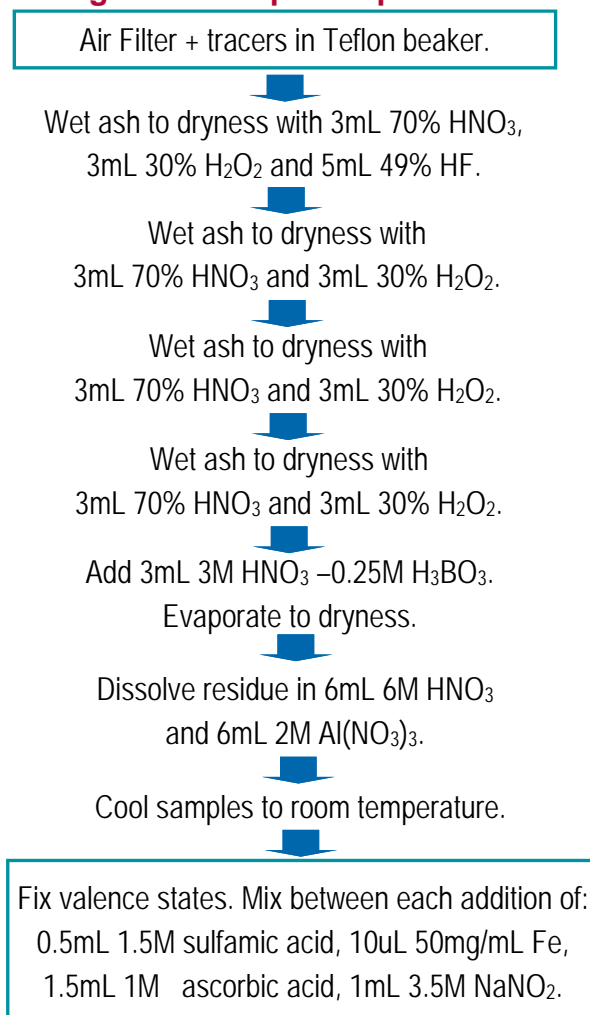 Air Filter + tracers in Teflon beaker.
Wet ash to dryness with 3mL 70% HNO₃,
3mL 30% H₂O₂ and 5mL 49% HF.
Wet ash to dryness with
3mL 70% HNO₃ and 3mL 30% H₂O₂.
Wet ash to dryness with
3mL 70% HNO₃ and 3mL 30% H₂O₂.
Wet ash to dryness with
3mL 70% HNO₃ and 3mL 30% H₂O₂.
Add 3mL 3M HNO₃ –0.25M H₃BO₃.
Evaporate to dryness.
Dissolve residue in 6mL 6M HNO₃
and 6mL 2M Al(NO₃)₃.
Cool samples to room temperature.
Fix valence states. Mix between each addition of:
0.5mL 1.5M sulfamic acid, 10uL 50mg/mL Fe,
1.5mL 1M ascorbic acid, 1mL 3.5M NaNO₂.